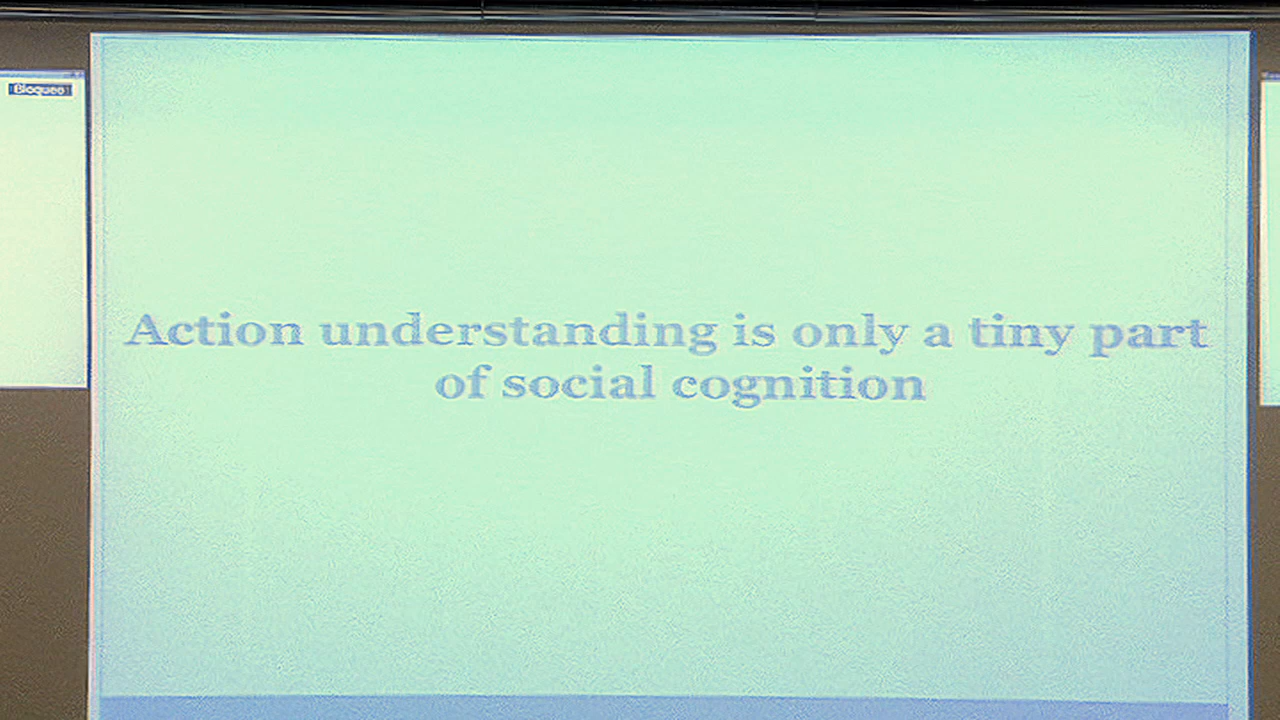 Bloqueo
Action understanding is only a tiny part
of social cognition